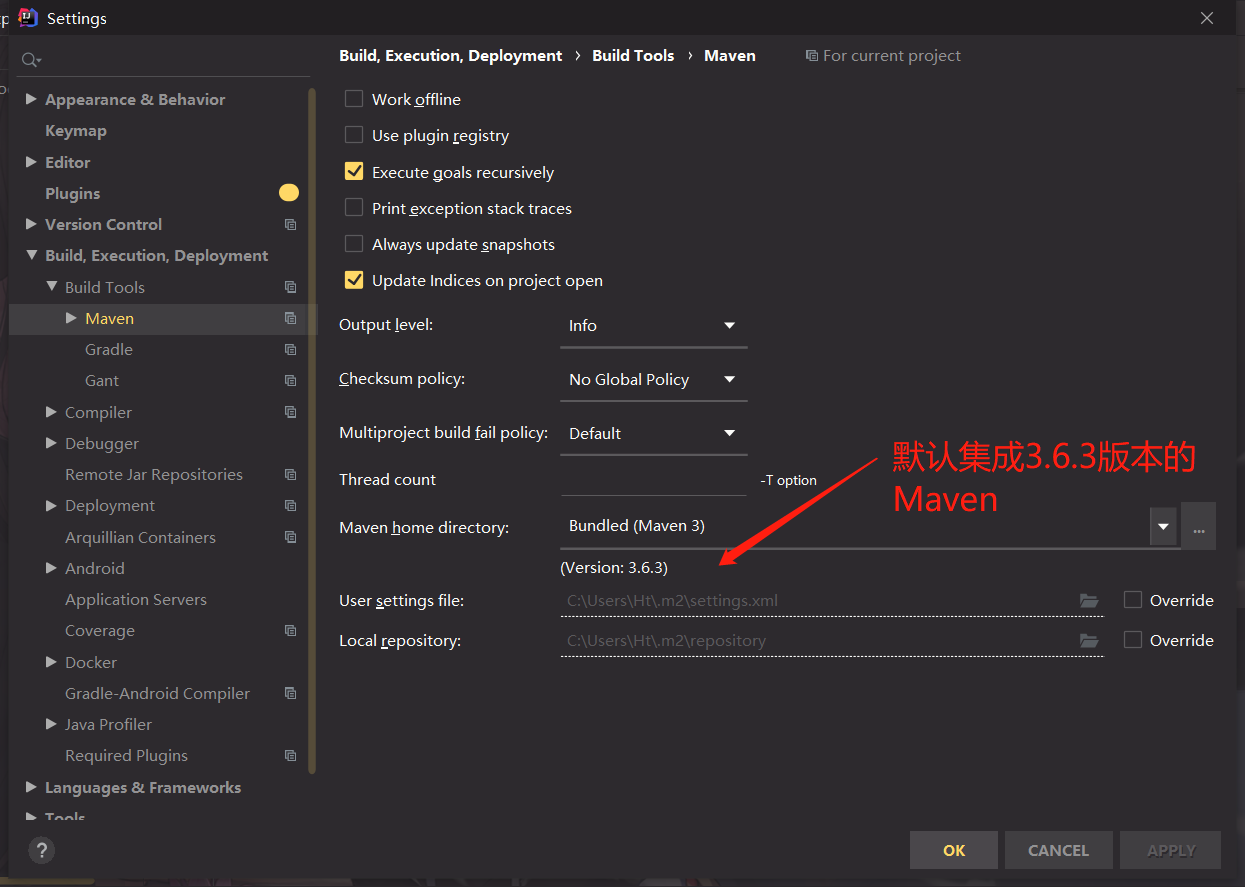 Settings
Appearance & Behavior
Keymap
Editor
Plugins
Version Control
Build, Execution, Deployment
Build Tools
Maven
Gradle
Gant
Compiler
Debugger
Remote Jar Repositories
Deployment
Arquillian Containers
Android
Application Servers
Coverage
Docker
Gradle-Android Compiler
Java Profiler
Required Plugins
Languages & Frameworks
Tools
Build, Execution, Deployment › Build Tools › Maven For current project
Work offline
Use plugin registry
Execute goals recursively
Print exception stack traces
Always update snapshots
Update Indices on project open
Output level: Info
Checksum policy: No Global Policy
Multiproject build fail policy: Default
Thread count -T option
默认集成3.6.3版本的
Maven
Maven home directory: Bundled (Maven 3) ...
(Version: 3.6.3)
User settings file: C:\Users\Ht\.m2\settings.xml Override
Local repository: C:\Users\Ht\.m2\repository Override
? OK CANCEL APPLY